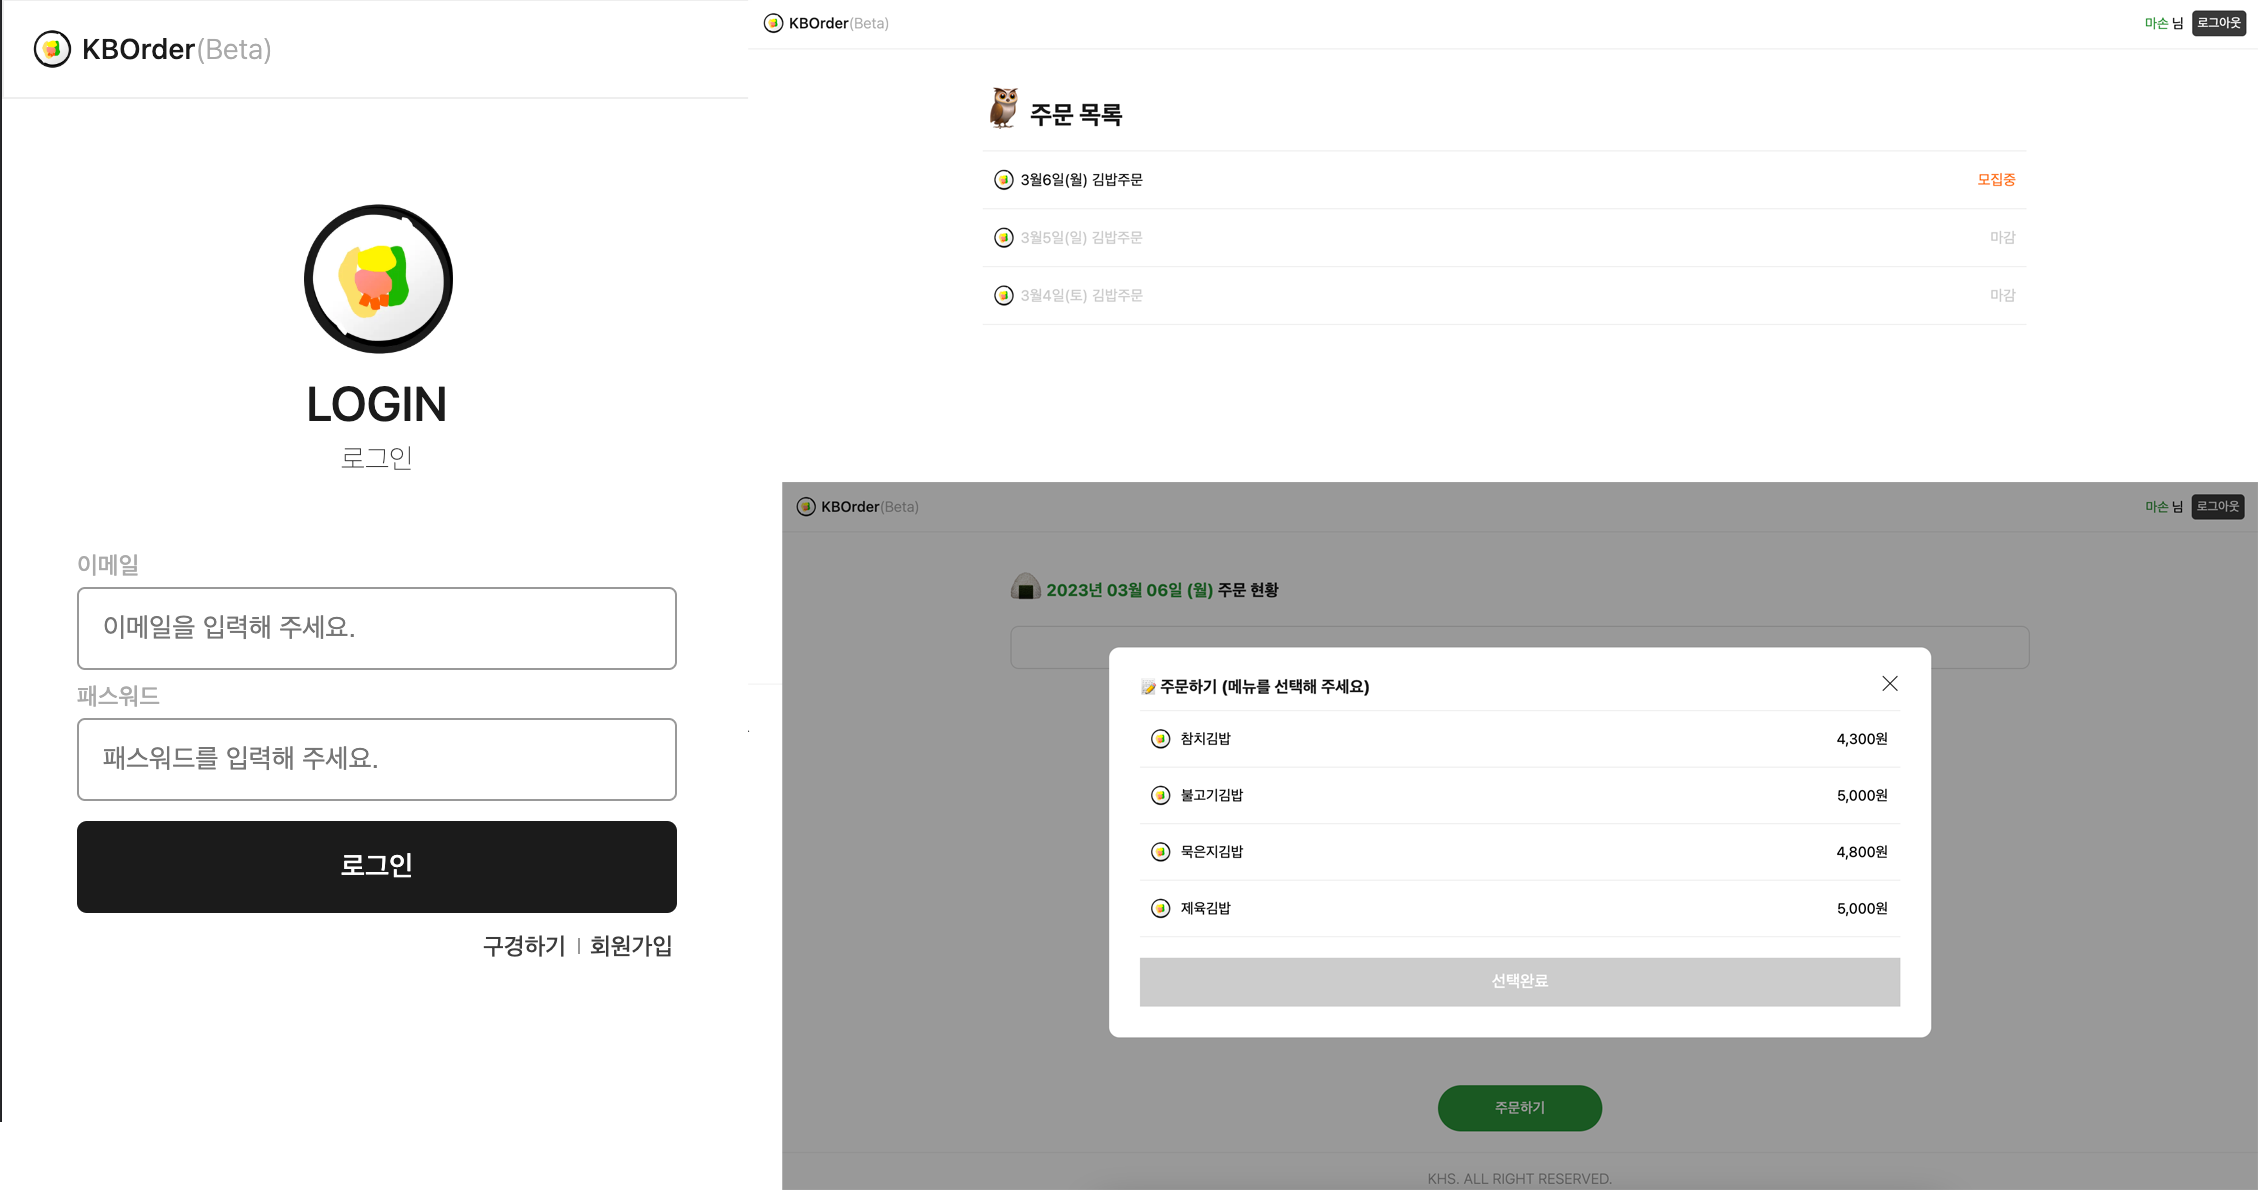 KBOrder(Beta)
LOGIN
로그인
이메일
이메일을 입력해 주세요.
패스워드
패스워드를 입력해 주세요.
로그인
구경하기 | 회원가입
KBOrder(Beta)
마손 님 로그아웃
주문 목록
3월6일(월) 김밥주문 모집중
3월5일(일) 김밥주문 마감
3월4일(토) 김밥주문 마감
KBOrder(Beta)
마손 님 로그아웃
2023년 03월 06일 (월) 주문 현황
주문하기 (메뉴를 선택해 주세요)
참치김밥 4,300원
불고기김밥 5,000원
묵은지김밥 4,800원
제육김밥 5,000원
선택완료
주문하기
KHS. ALL RIGHT RESERVED.